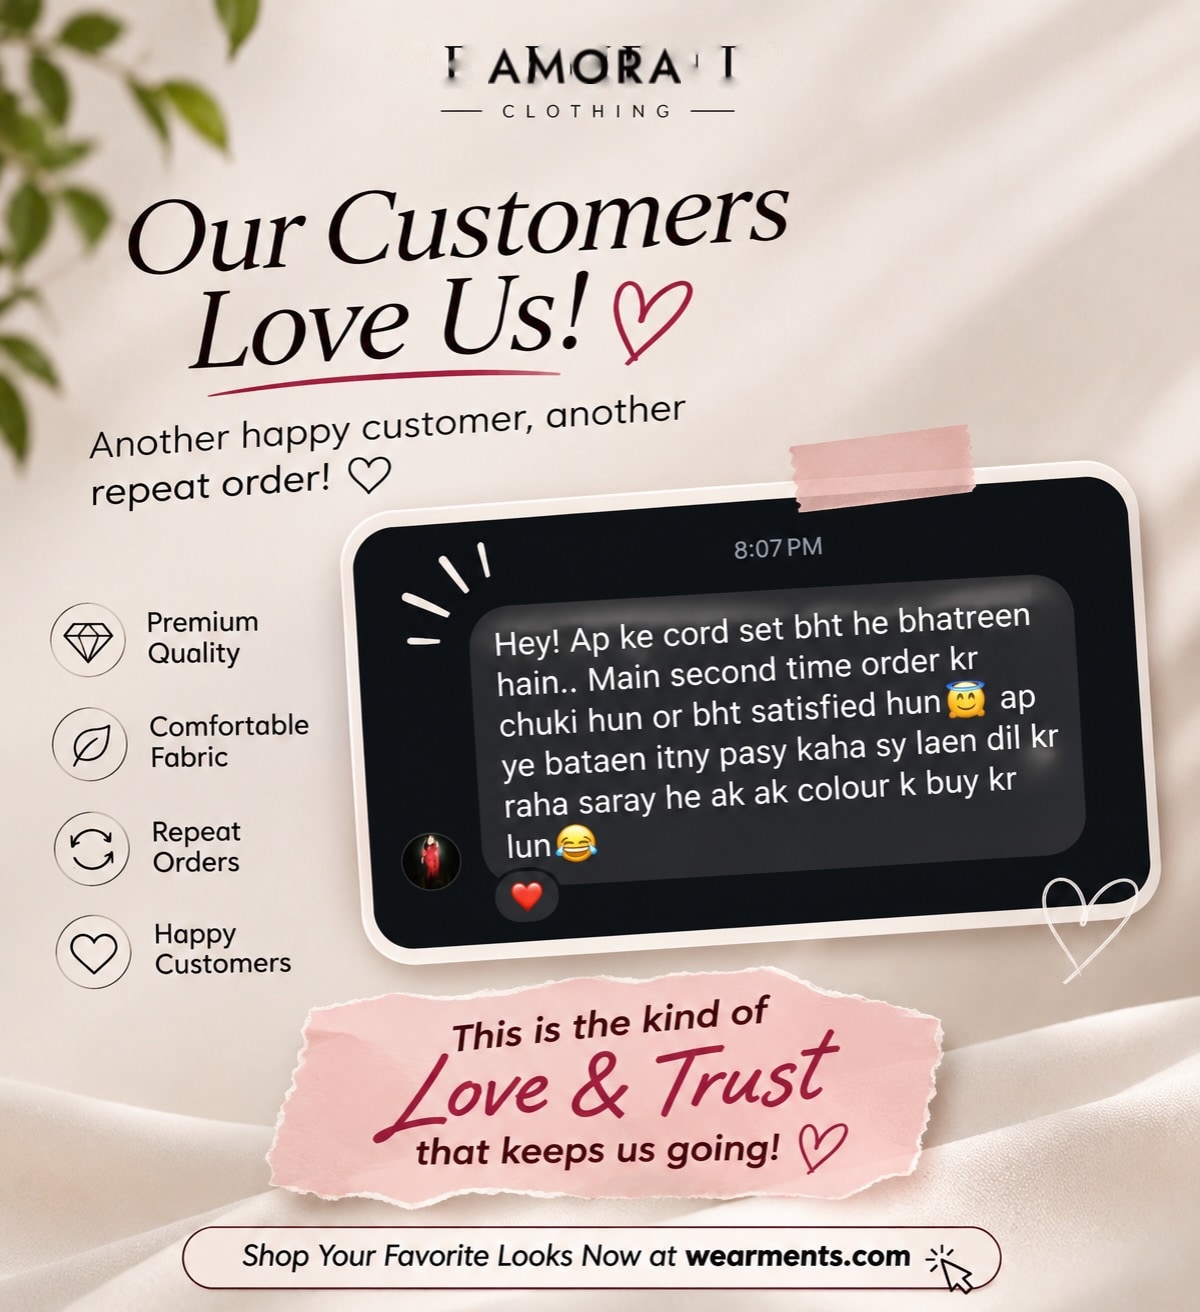 AMORA
CLOTHING
Our Customers
Love Us!
Another happy customer, another
repeat order!
Premium
Quality
Comfortable
Fabric
Repeat
Orders
Happy
Customers
8:07 PM
Hey! Ap ke cord set bht he bhatreen
hain.. Main second time order kr
chuki hun or bht satisfied hun😇 ap
ye bataen itny pasy kaha sy laen dil kr
raha saray he ak ak colour k buy kr
lun😂
❤️
This is the kind of
Love & Trust
that keeps us going!
Shop Your Favorite Looks Now at wearments.com